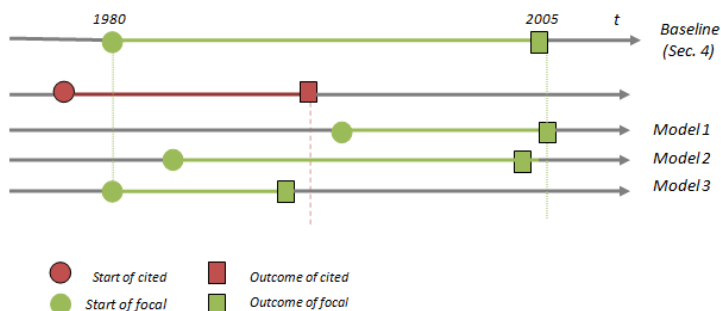 1980 2005 t
Baseline
(Sec. 4)
Model 1
Model 2
Model 3
Start of cited Outcome of cited
Start of focal Outcome of focal